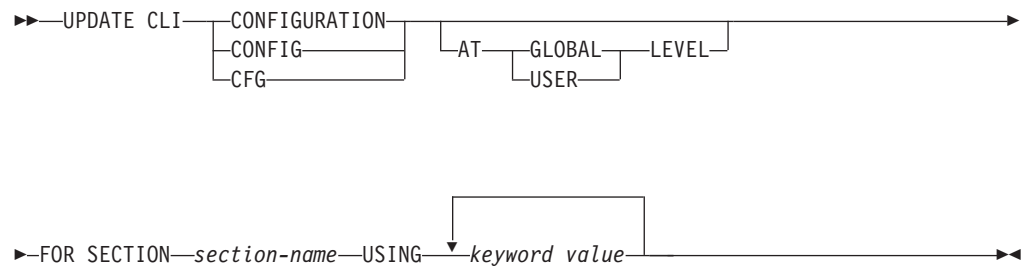 UPDATE CLI CONFIGURATION AT GLOBAL LEVEL
CONFIG USER
CFG
FOR SECTION section-name USING keyword value